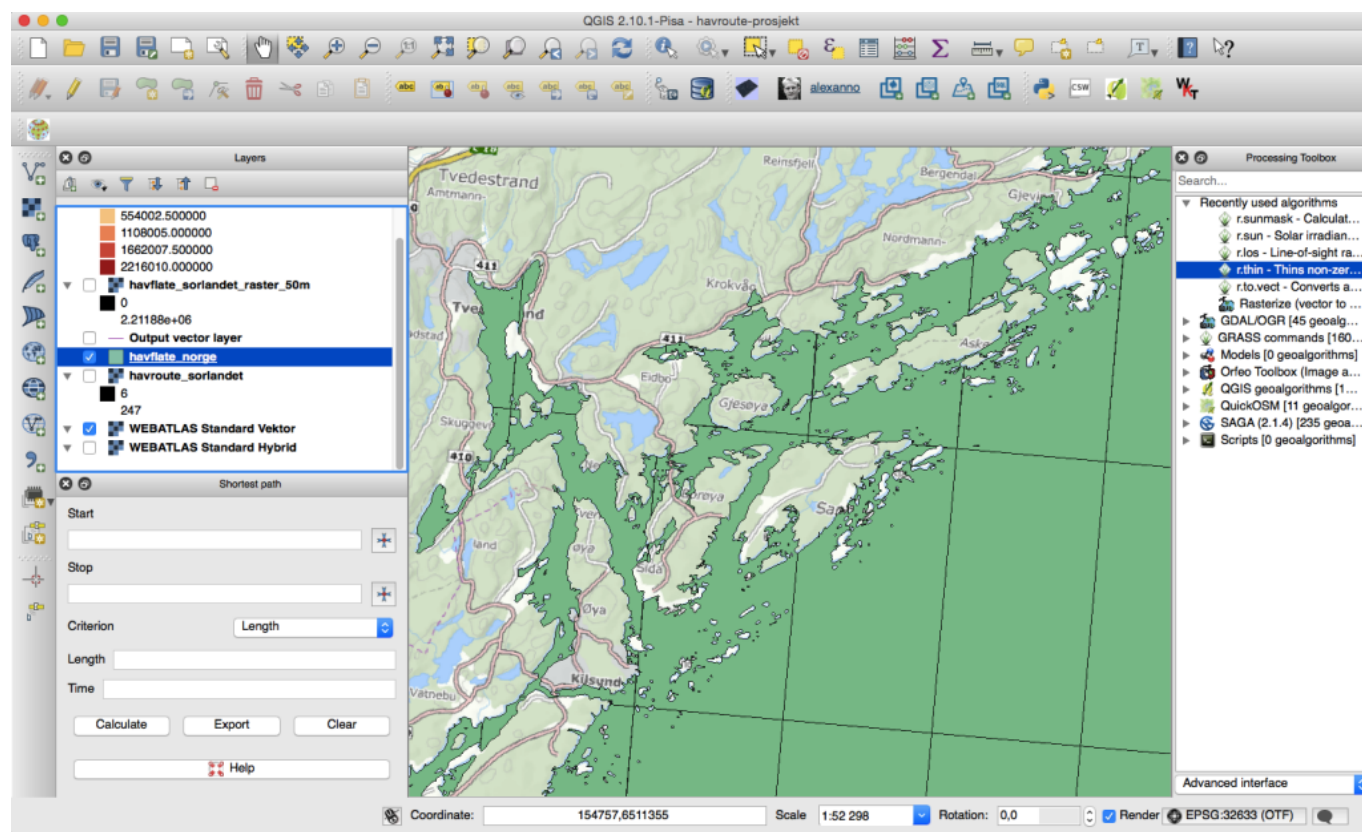 QGIS 2.10.1-Pisa - havroute-prosjekt
alexanno
CSW
Layers
554002.500000
1108005.000000
1662007.500000
2216010.000000
havflate_sorlandet_raster_50m
0
2.21188e+06
Output vector layer
havflate_norge
havroute_sorlandet
6
247
WEBATLAS Standard Vektor
WEBATLAS Standard Hybrid
Shortest path
Start
Stop
Criterion
Length
Length
Time
Calculate
Export
Clear
Help
Tvedestrand
Amtmann-
Reinsfjell
Bergendal
Gjevi
Nordmann-
411
Krokvåg
411
Eidbo
Gjesøya
Aske
410
Borøya
øya
Øya
Kilsund
Vatnebu
Processing Toolbox
Search...
Recently used algorithms
r.sunmask - Calculat...
r.sun - Solar irradian...
r.los - Line-of-sight ra...
r.thin - Thins non-zer...
r.to.vect - Converts a...
Rasterize (vector to ...
GDAL/OGR [45 geoalg...
GRASS commands [160...
Models [0 geoalgorithms]
Orfeo Toolbox (Image a...
QGIS geoalgorithms [1...
QuickOSM [11 geoalgor...
SAGA (2.1.4) [235 geoa...
Scripts [0 geoalgorithms]
Advanced interface
Coordinate:
154757,6511355
Scale
1:52 298
Rotation:
0,0
Render
EPSG:32633 (OTF)